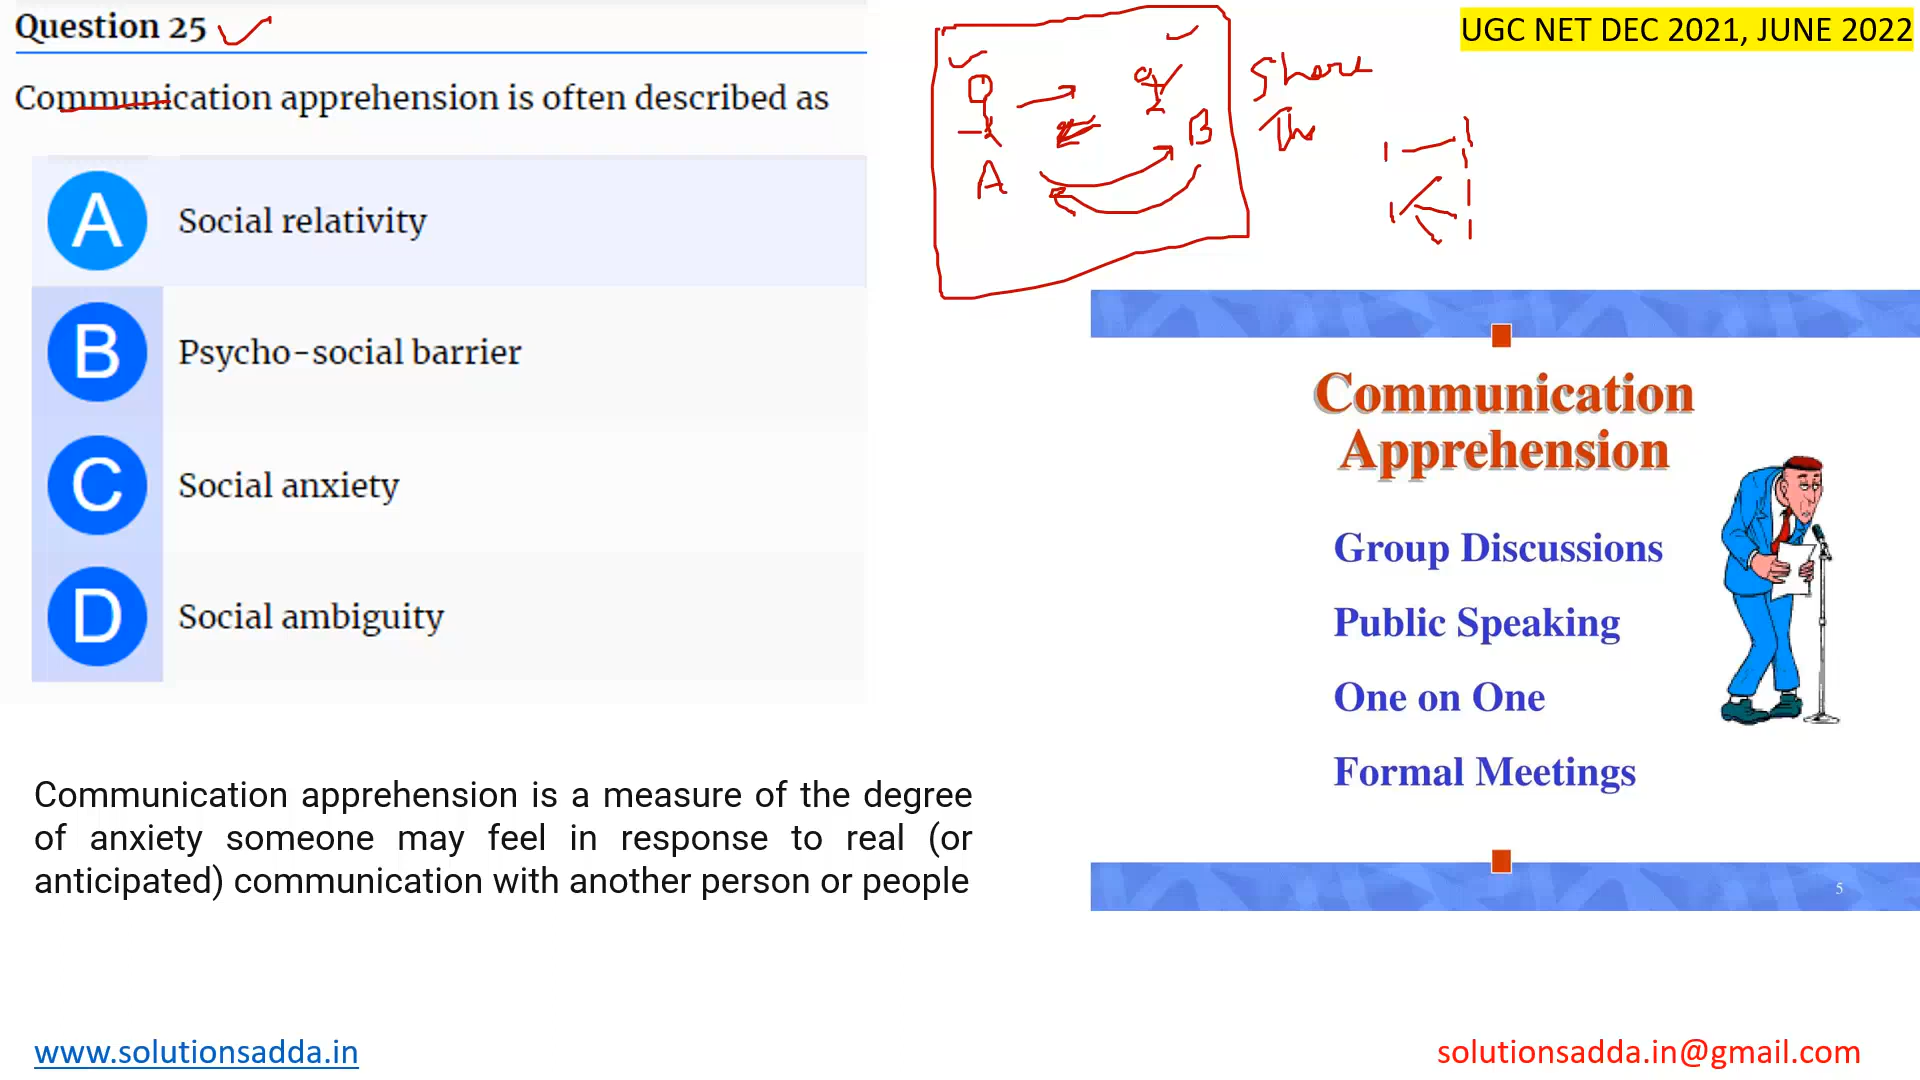 Question 25
UGC NET DEC 2021, JUNE 2022
Communication apprehension is often described as
A Social relativity
B Psycho-social barrier
C Social anxiety
D Social ambiguity
A
B
Share
The
Communication
Apprehension
Group Discussions
Public Speaking
One on One
Formal Meetings
5
Communication apprehension is a measure of the degree
of anxiety someone may feel in response to real (or
anticipated) communication with another person or people
www.solutionsadda.in
solutionsadda.in@gmail.com